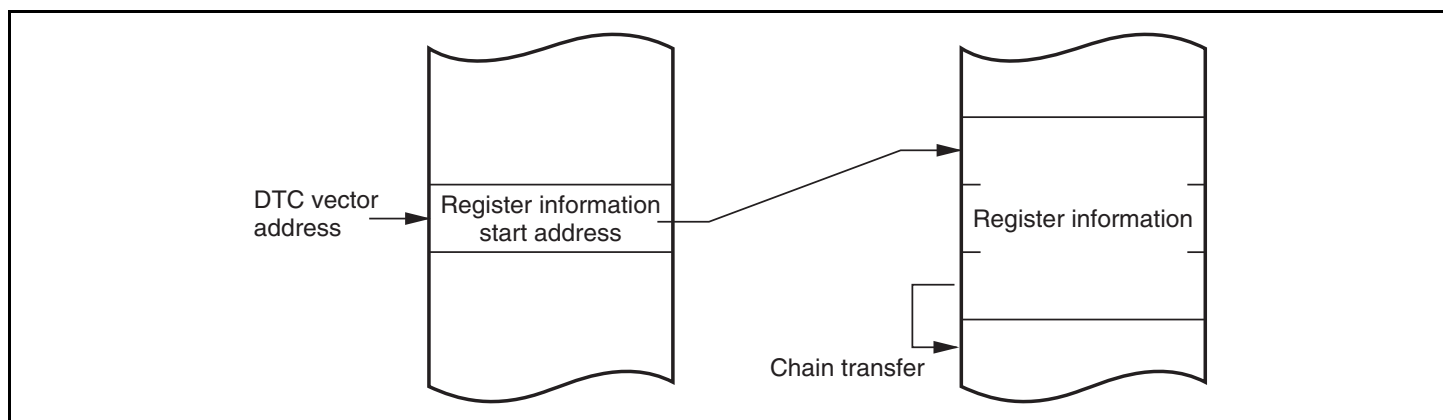 DTC vector
address
Register information
start address
Register information
Chain transfer